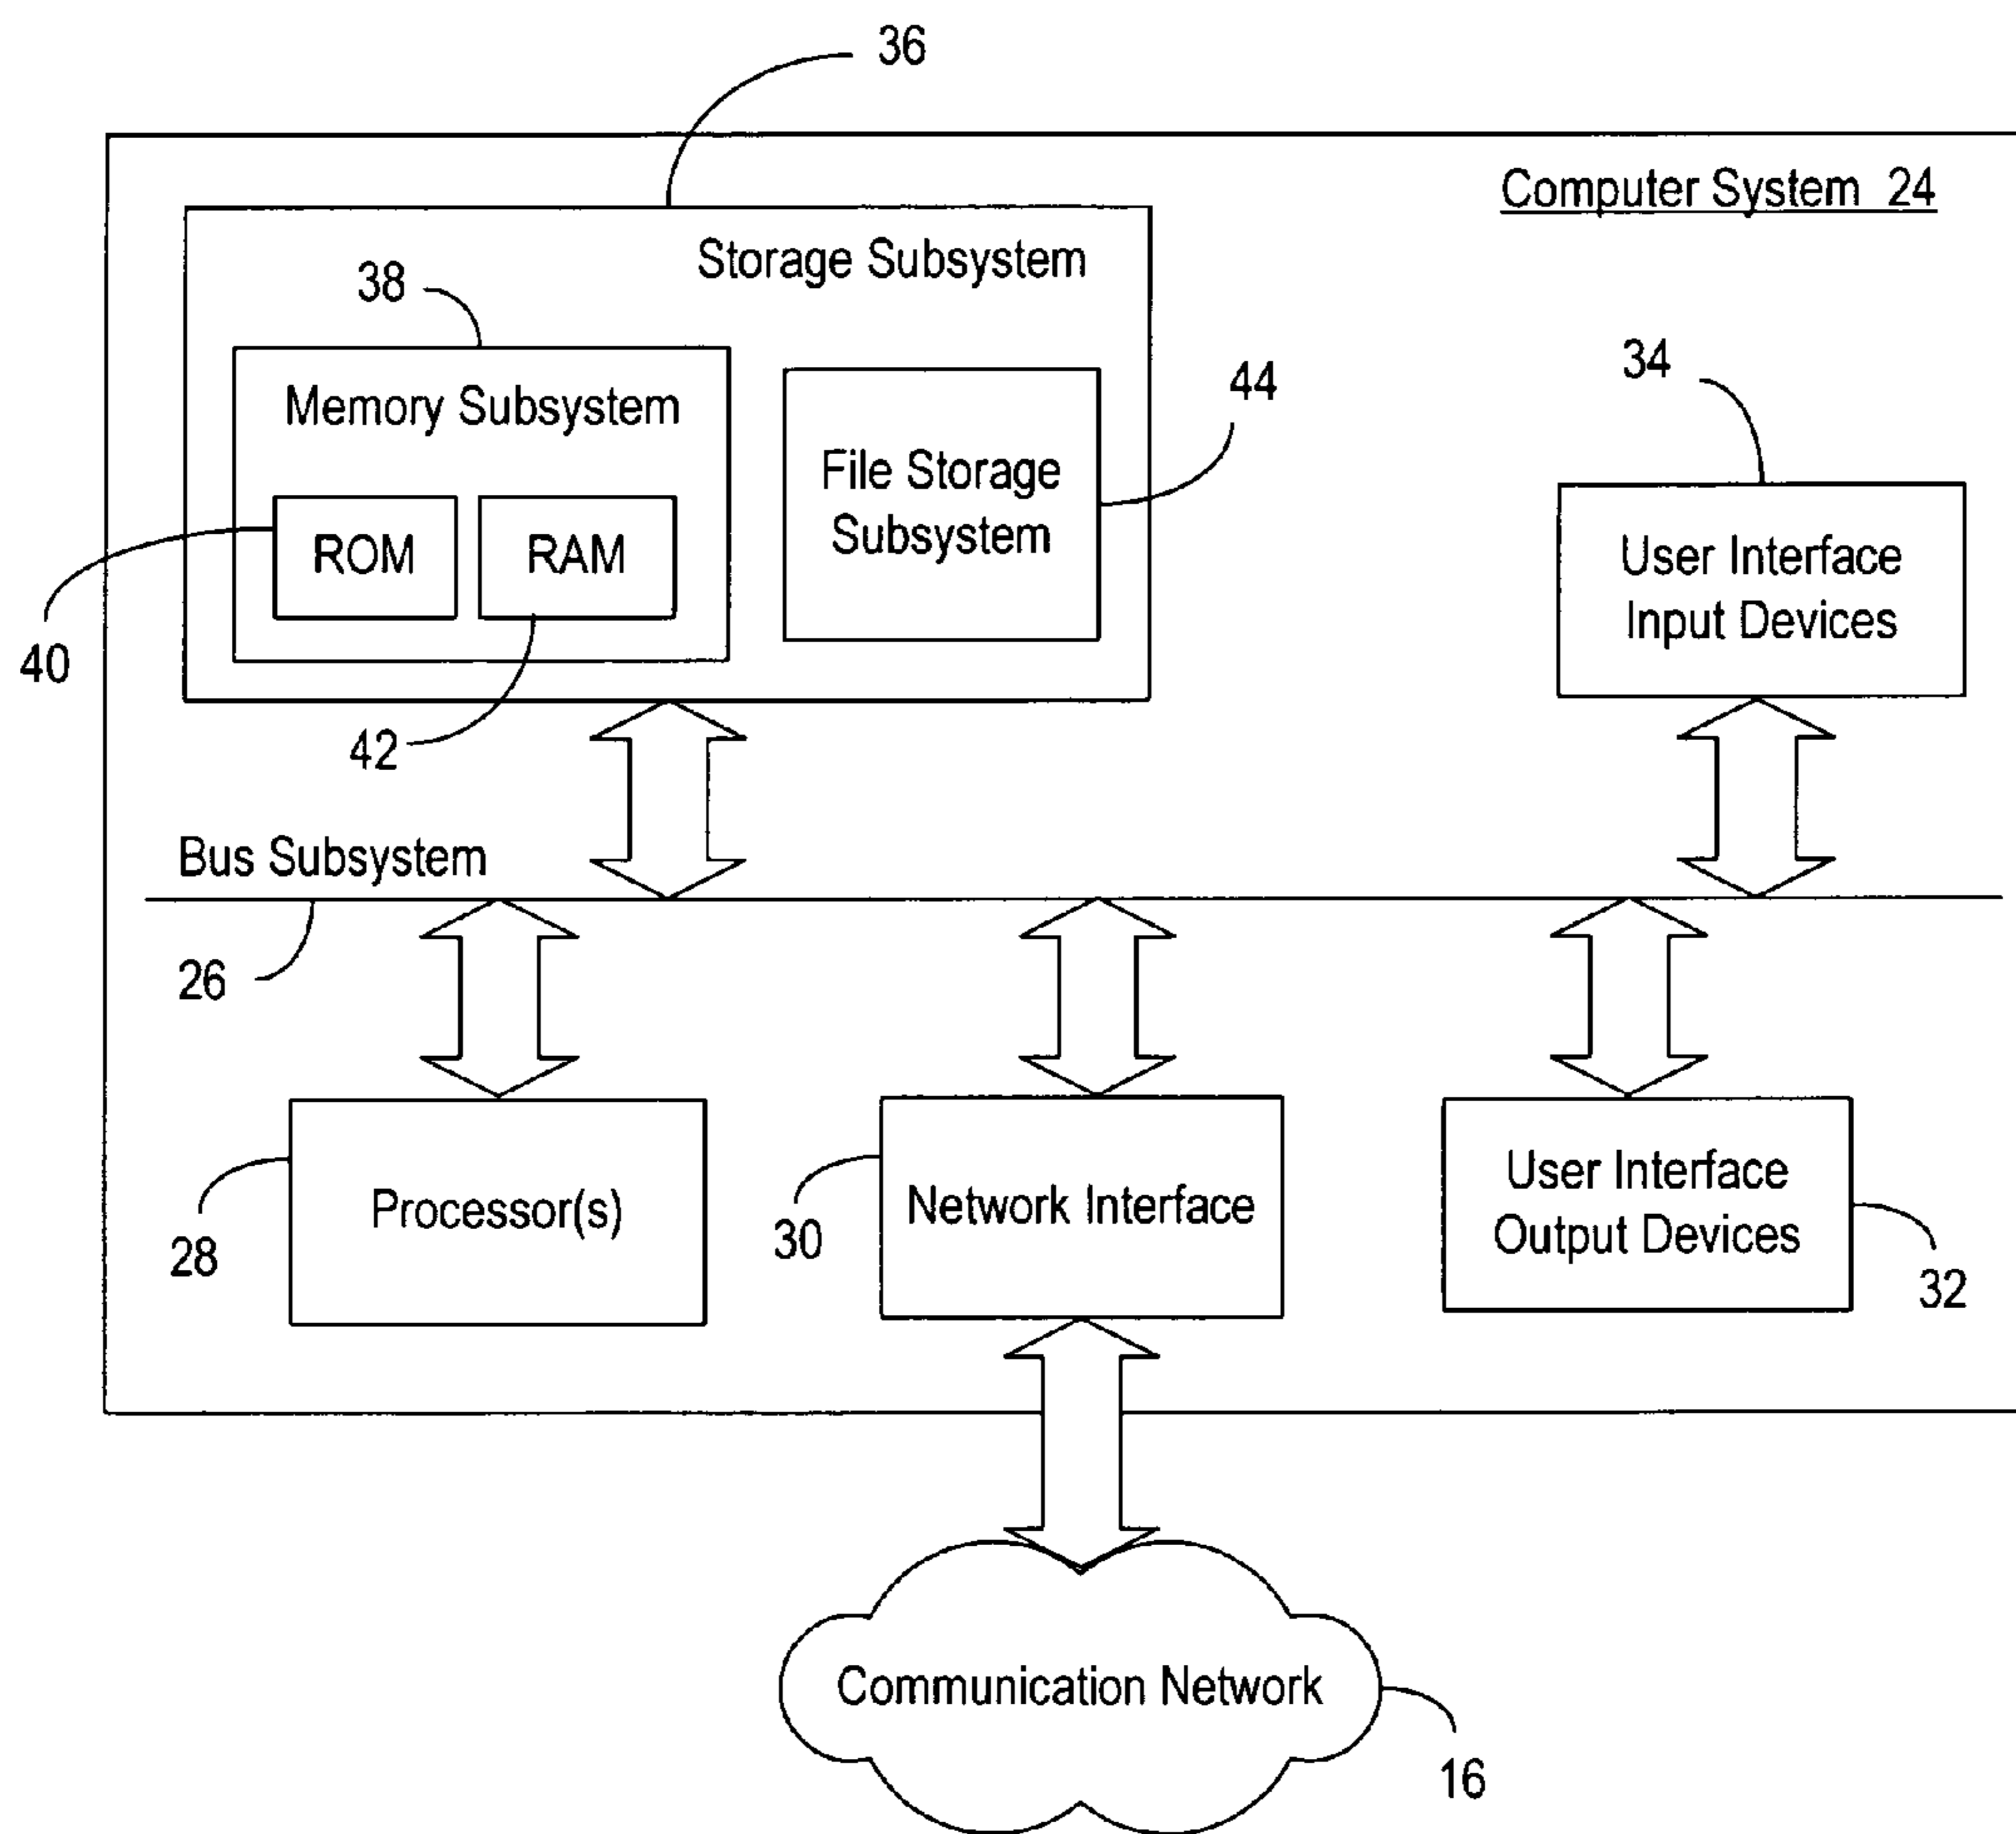 36
Computer System 24
Storage Subsystem
38
Memory Subsystem
44
34
File Storage
Subsystem
ROM
RAM
User Interface
Input Devices
40
42
Bus Subsystem
26
Processor(s)
28
Network Interface
30
User Interface
Output Devices
32
Communication Network
16